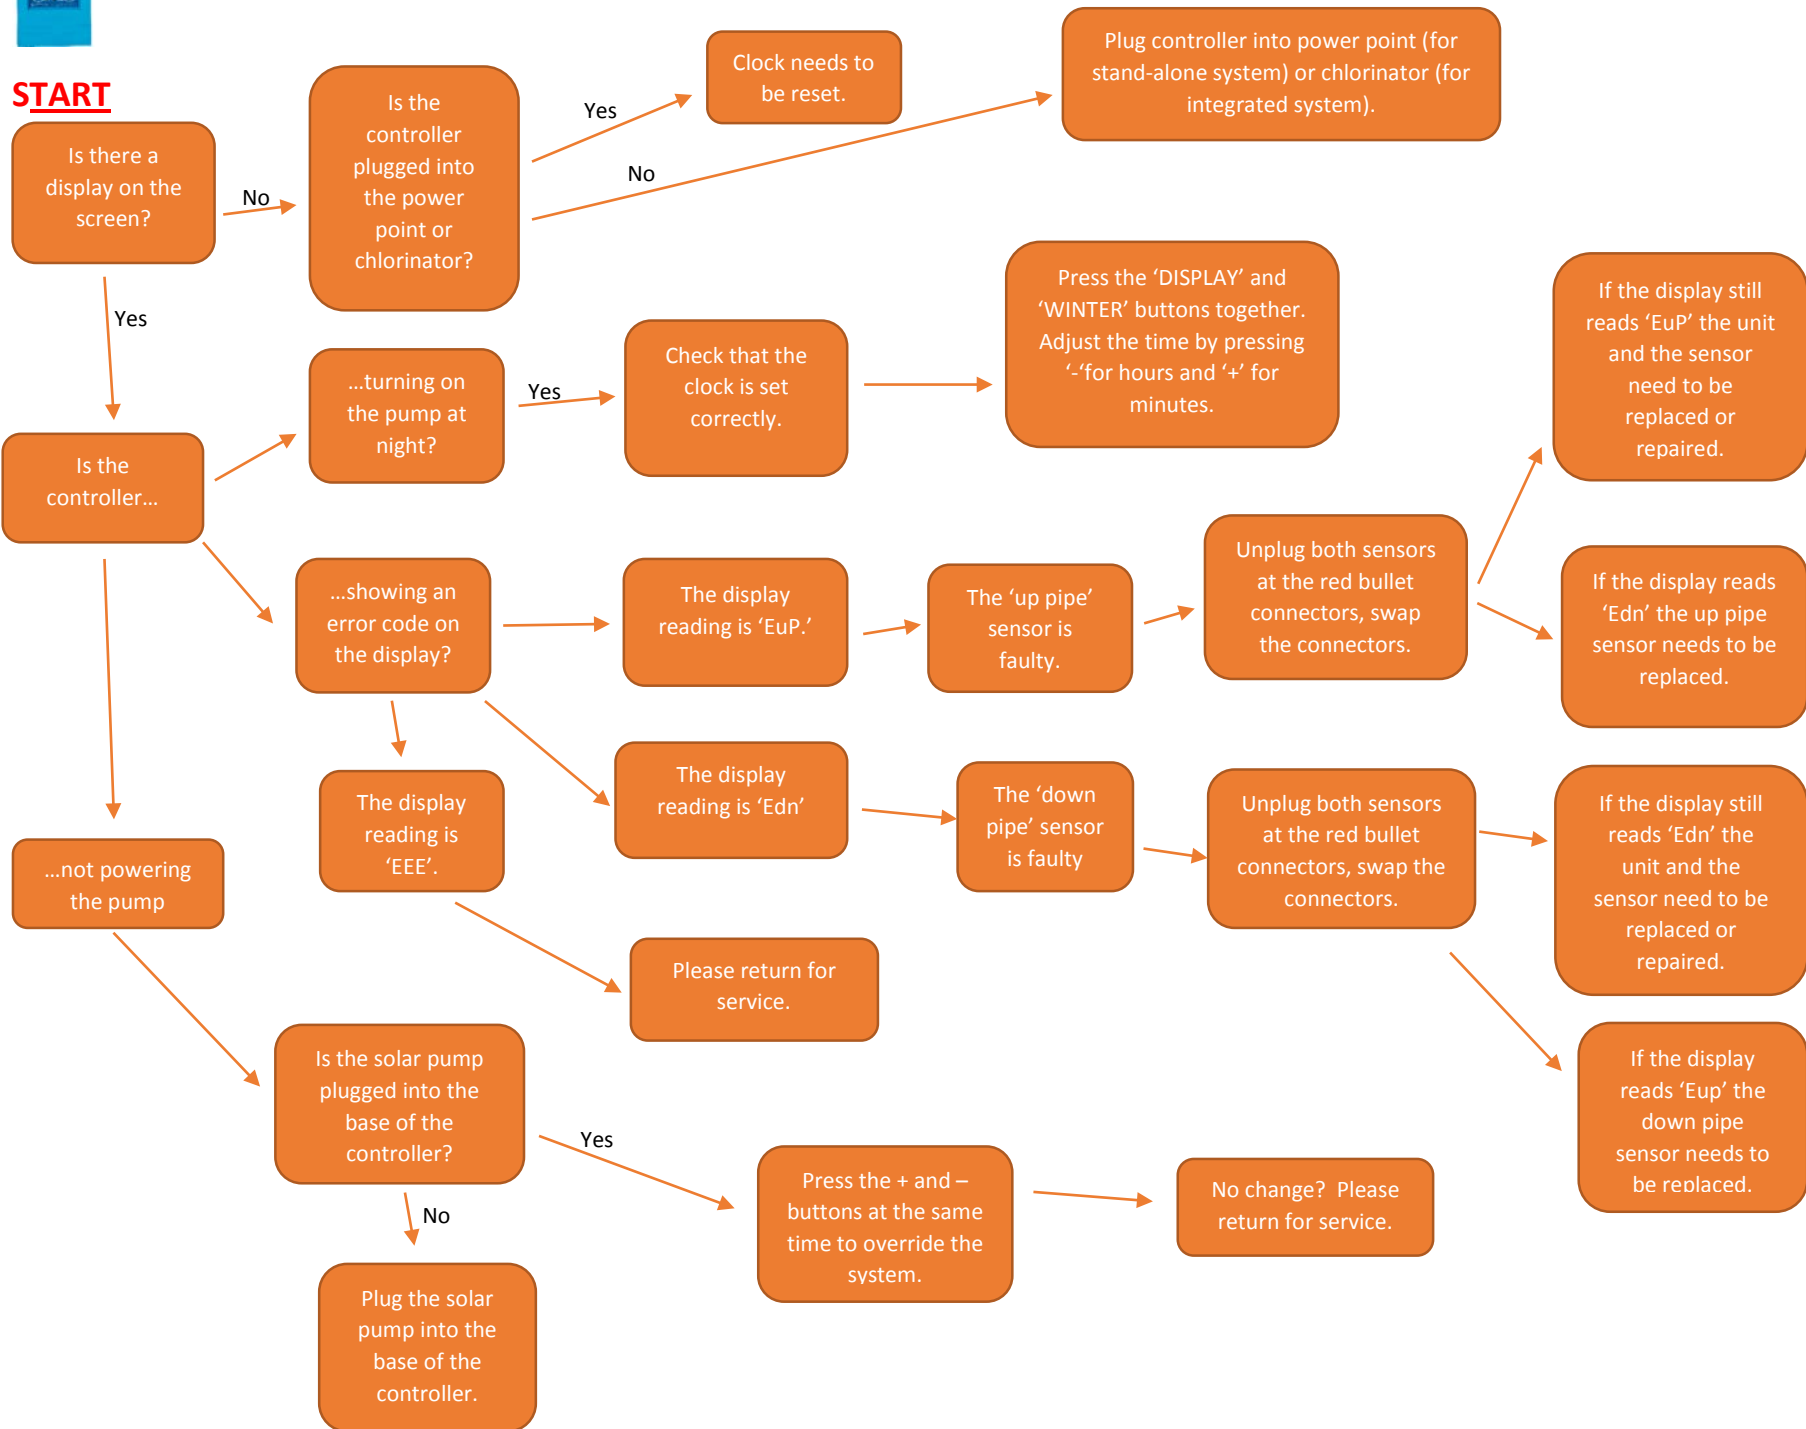 START
Is there a
display on the
screen?
No
Is the
controller
plugged into
the power
point or
chlorinator?
Yes
Clock needs to
be reset.
No
Plug controller into power point (for
stand-alone system) or chlorinator (for
integrated system).
Yes
Is the
controller…
…turning on
the pump at
night?
Yes
Check that the
clock is set
correctly.
Press the ‘DISPLAY’ and
‘WINTER’ buttons together.
Adjust the time by pressing
‘-‘for hours and ‘+’ for
minutes.
…showing an
error code on
the display?
The display
reading is ‘EuP.’
The ‘up pipe’
sensor is
faulty.
Unplug both sensors
at the red bullet
connectors, swap
the connectors.
If the display still
reads ‘EuP’ the unit
and the sensor
need to be
replaced or
repaired.
If the display reads
‘Edn’ the up pipe
sensor needs to be
replaced.
The display
reading is ‘Edn’
The ‘down
pipe’ sensor
is faulty
Unplug both sensors
at the red bullet
connectors, swap the
connectors.
If the display still
reads ‘Edn’ the
unit and the
sensor need to be
replaced or
repaired.
If the display
reads ‘Eup’ the
down pipe
sensor needs to
be replaced.
The display
reading is
‘EEE’.
Please return for
service.
…not powering
the pump
Is the solar pump
plugged into the
base of the
controller?
Yes
Press the + and –
buttons at the same
time to override the
system.
No change?  Please
return for service.
No
Plug the solar
pump into the
base of the
controller.